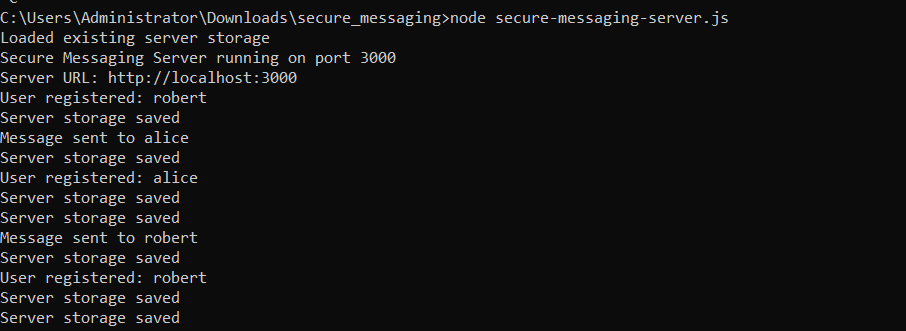 C:\Users\Administrator\Downloads\secure_messaging>node secure-messaging-server.js
Loaded existing server storage
Secure Messaging Server running on port 3000
Server URL: http://localhost:3000
User registered: robert
Server storage saved
Message sent to alice
Server storage saved
User registered: alice
Server storage saved
Server storage saved
Message sent to robert
Server storage saved
User registered: robert
Server storage saved
Server storage saved